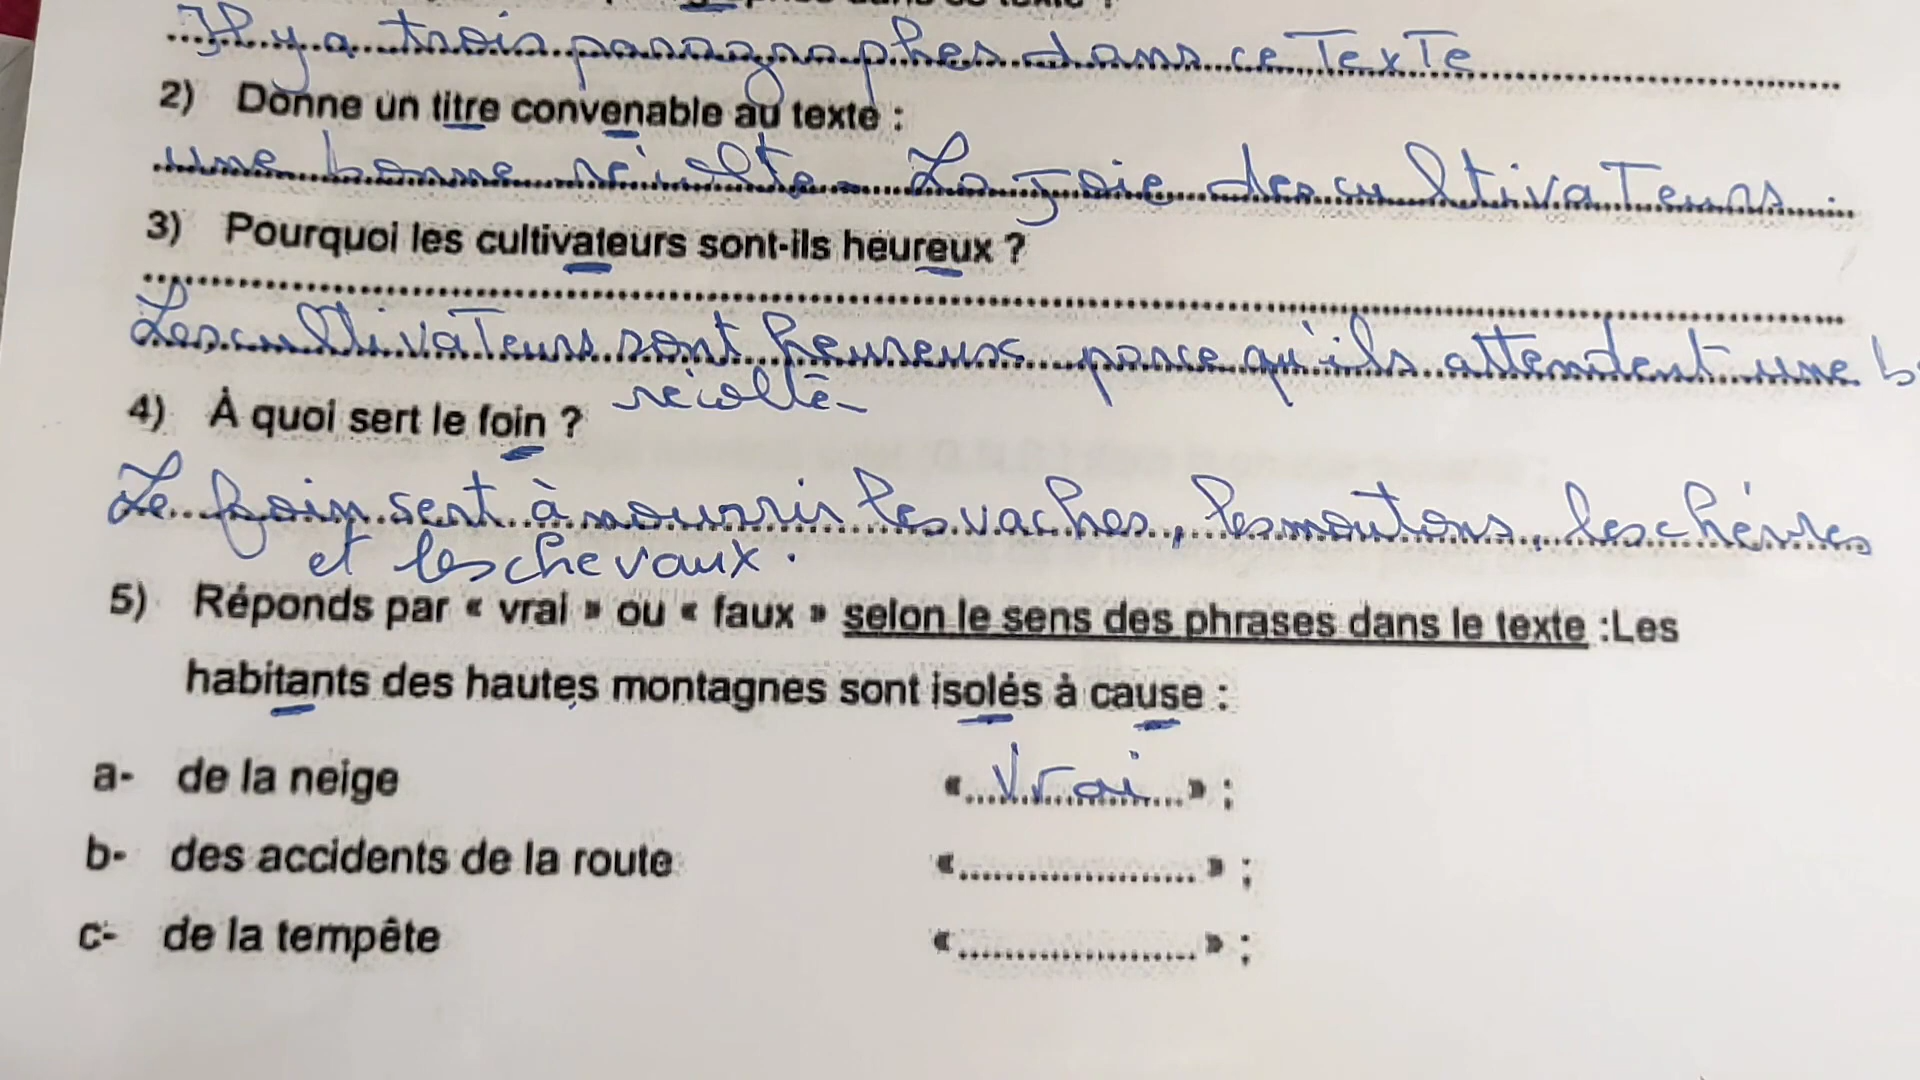 dans ce texte ?
Il y a trois paragraphes dans ce Texte
2) Donne un titre convenable au texte :
une bonne récolte - La joie des cultivateurs
3) Pourquoi les cultivateurs sont-ils heureux ?
Les cultivateurs sont heureux parce qu'ils attendent une b
récolte -
4) À quoi sert le foin ?
Le foin sert à nourrir les vaches, les moutons, les chèvres
et les chevaux.
5) Réponds par « vrai » ou « faux » selon le sens des phrases dans le texte :Les
habitants des hautes montagnes sont isolés à cause :
a- de la neige «...Vrai...» ;
b- des accidents de la route «......................» ;
c- de la tempête «......................» ;